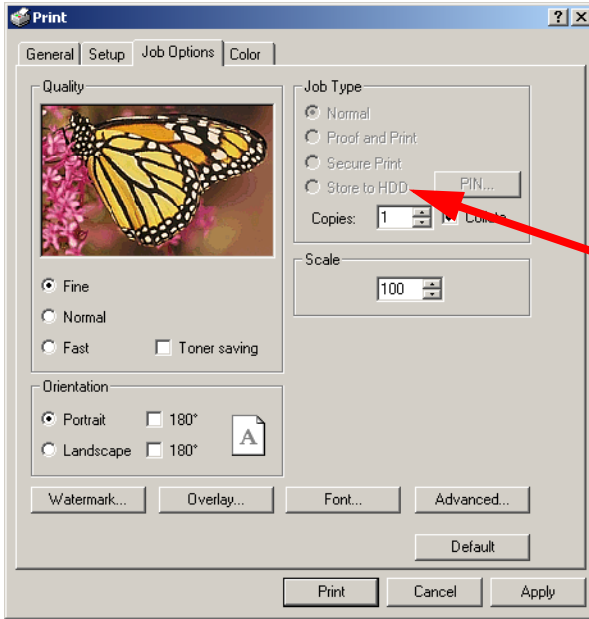 Print
General Setup Job Options Color
Quality
Fine
Normal
Fast Toner saving
Orientation
Portrait 180°
Landscape 180°
A
Job Type
Normal
Proof and Print
Secure Print
Store to HDD PIN...
Copies: 1 Collate
Scale
100
Watermark... Overlay... Font... Advanced...
Default
Print Cancel Apply